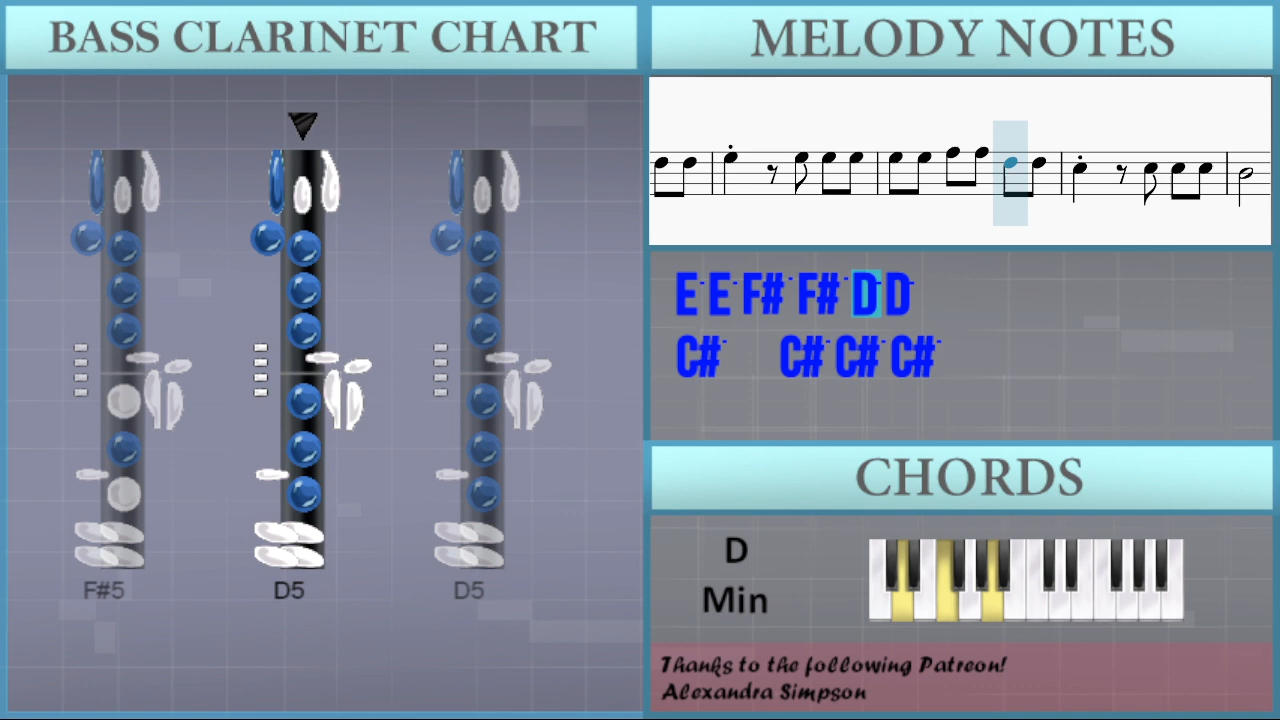 BASS CLARINET CHART
F#5
D5
D5
MELODY NOTES
E E F# F# D D
C# C# C# C#
CHORDS
D
Min
Thanks to the following Patreon!
Alexandra Simpson